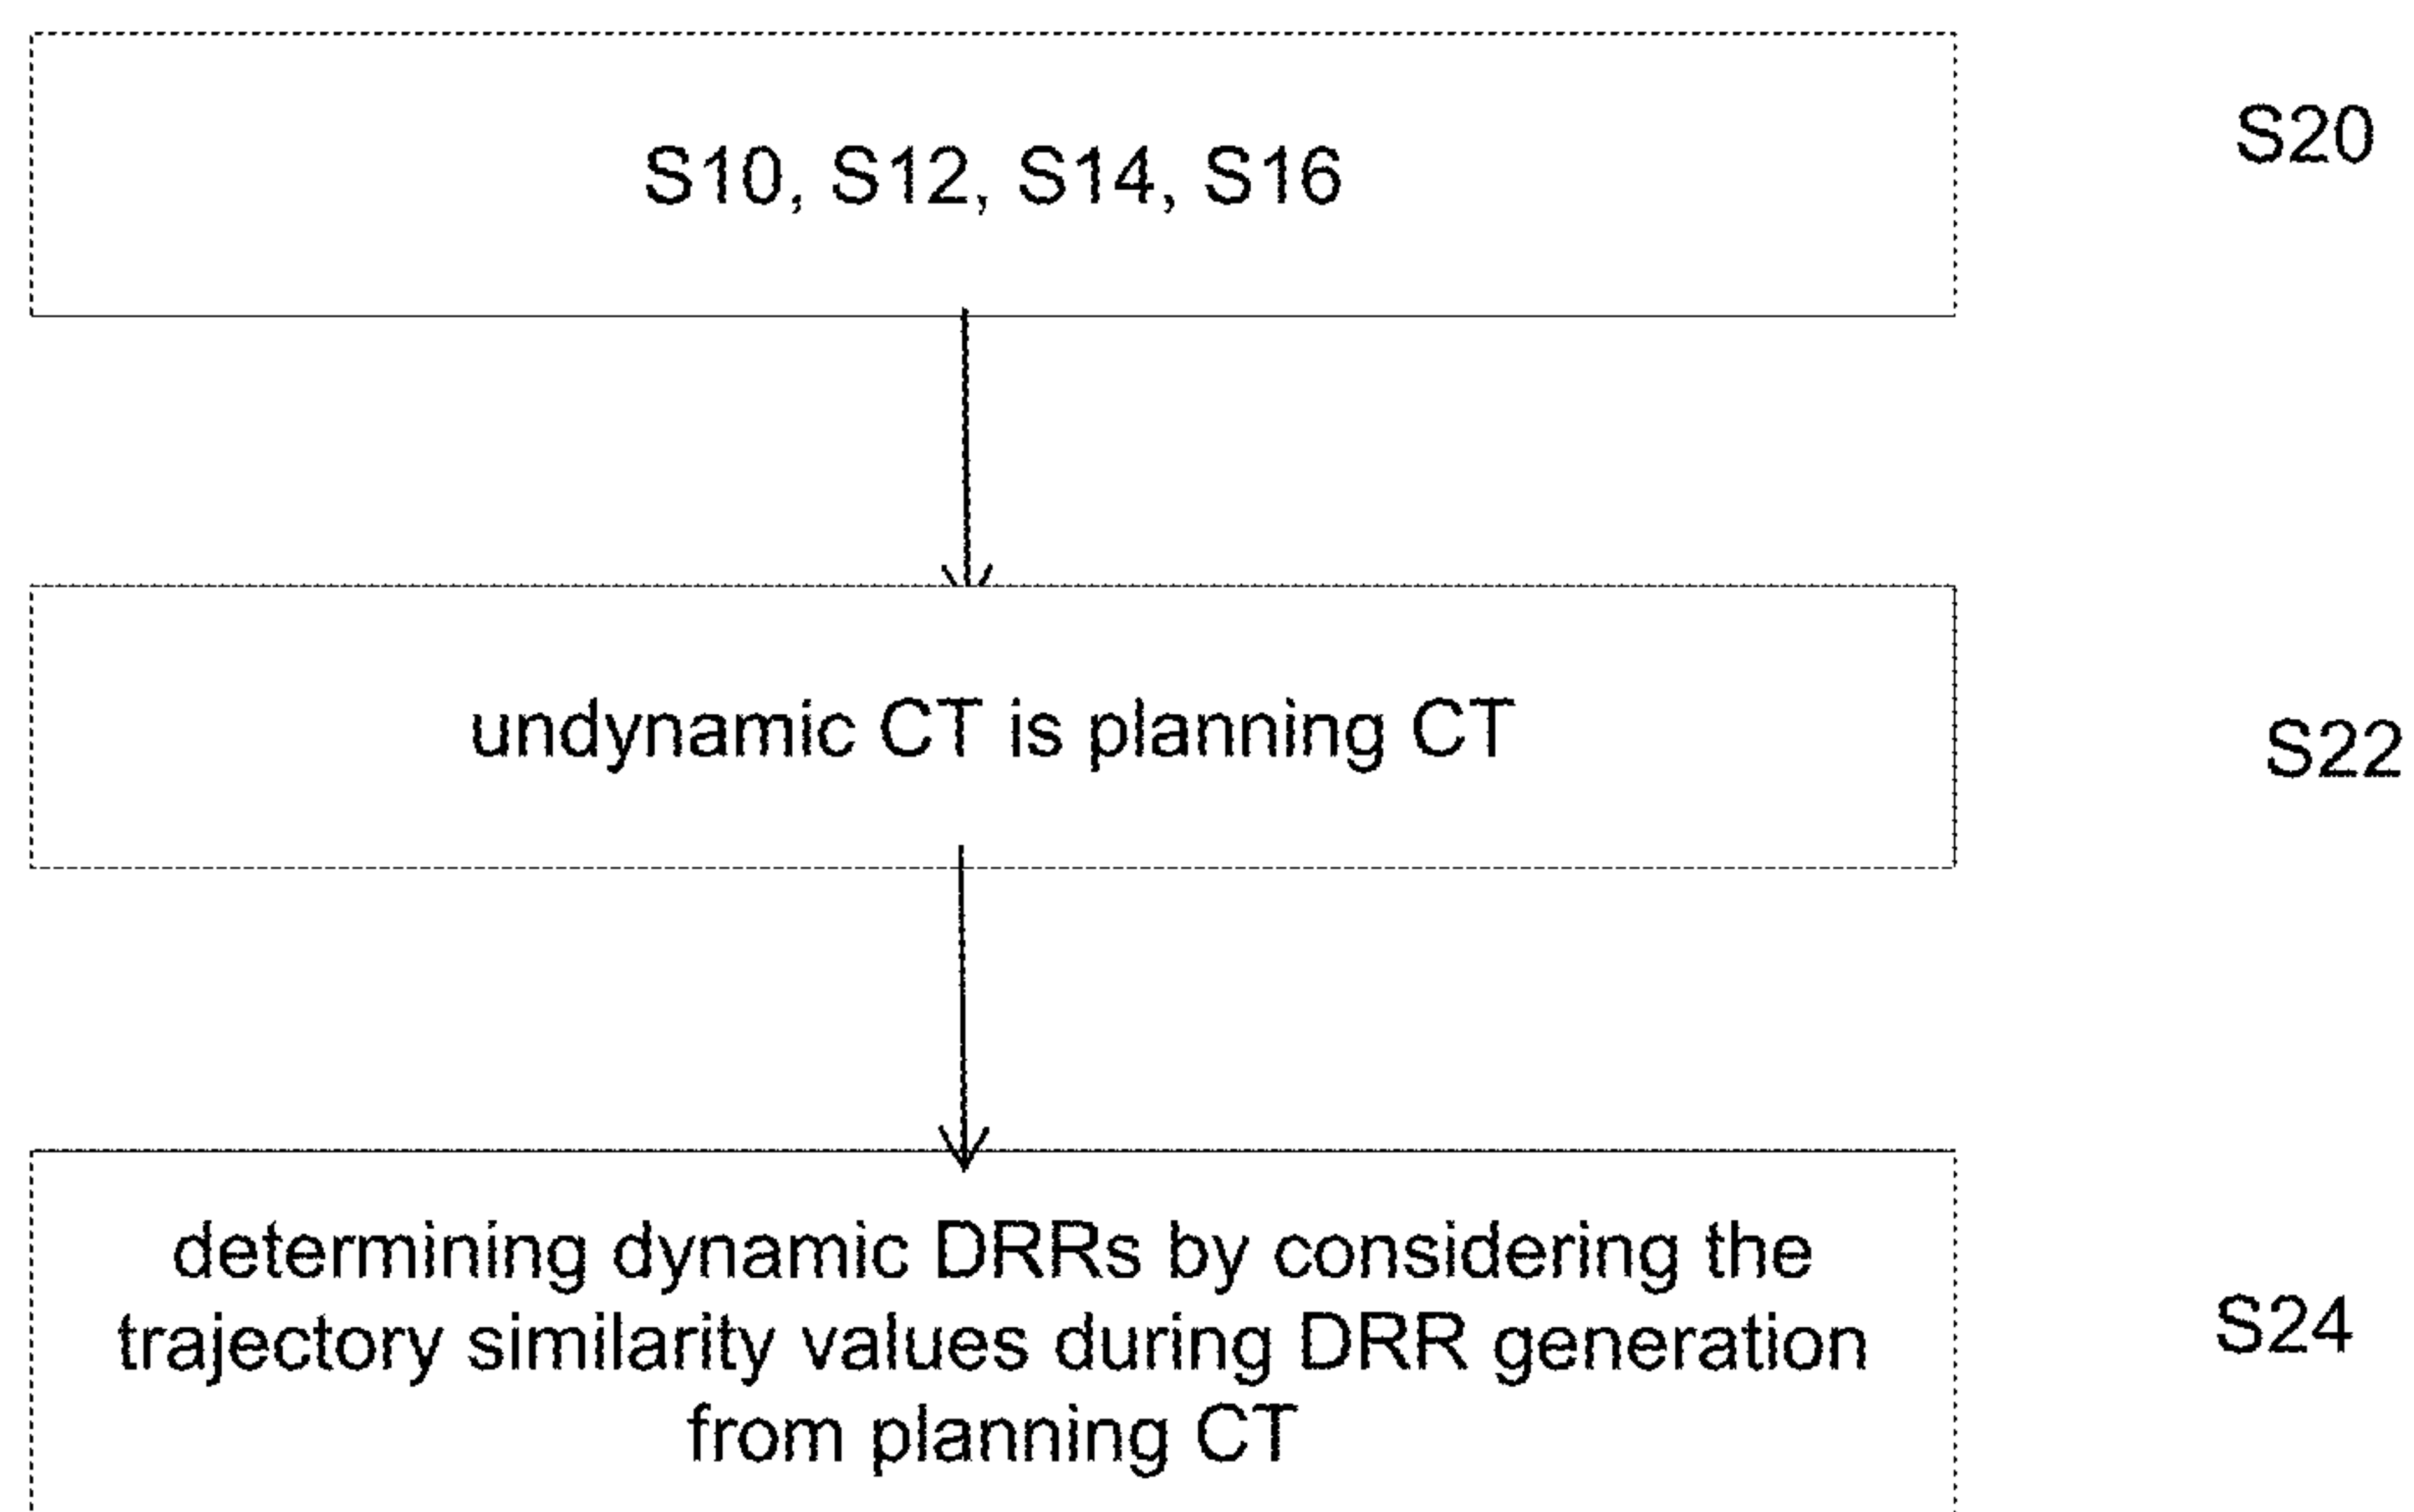 S10, S12, S14, S16
S20
undynamic CT is planning CT
S22
determining dynamic DRRs by considering the
trajectory similarity values during DRR generation
from planning CT
S24